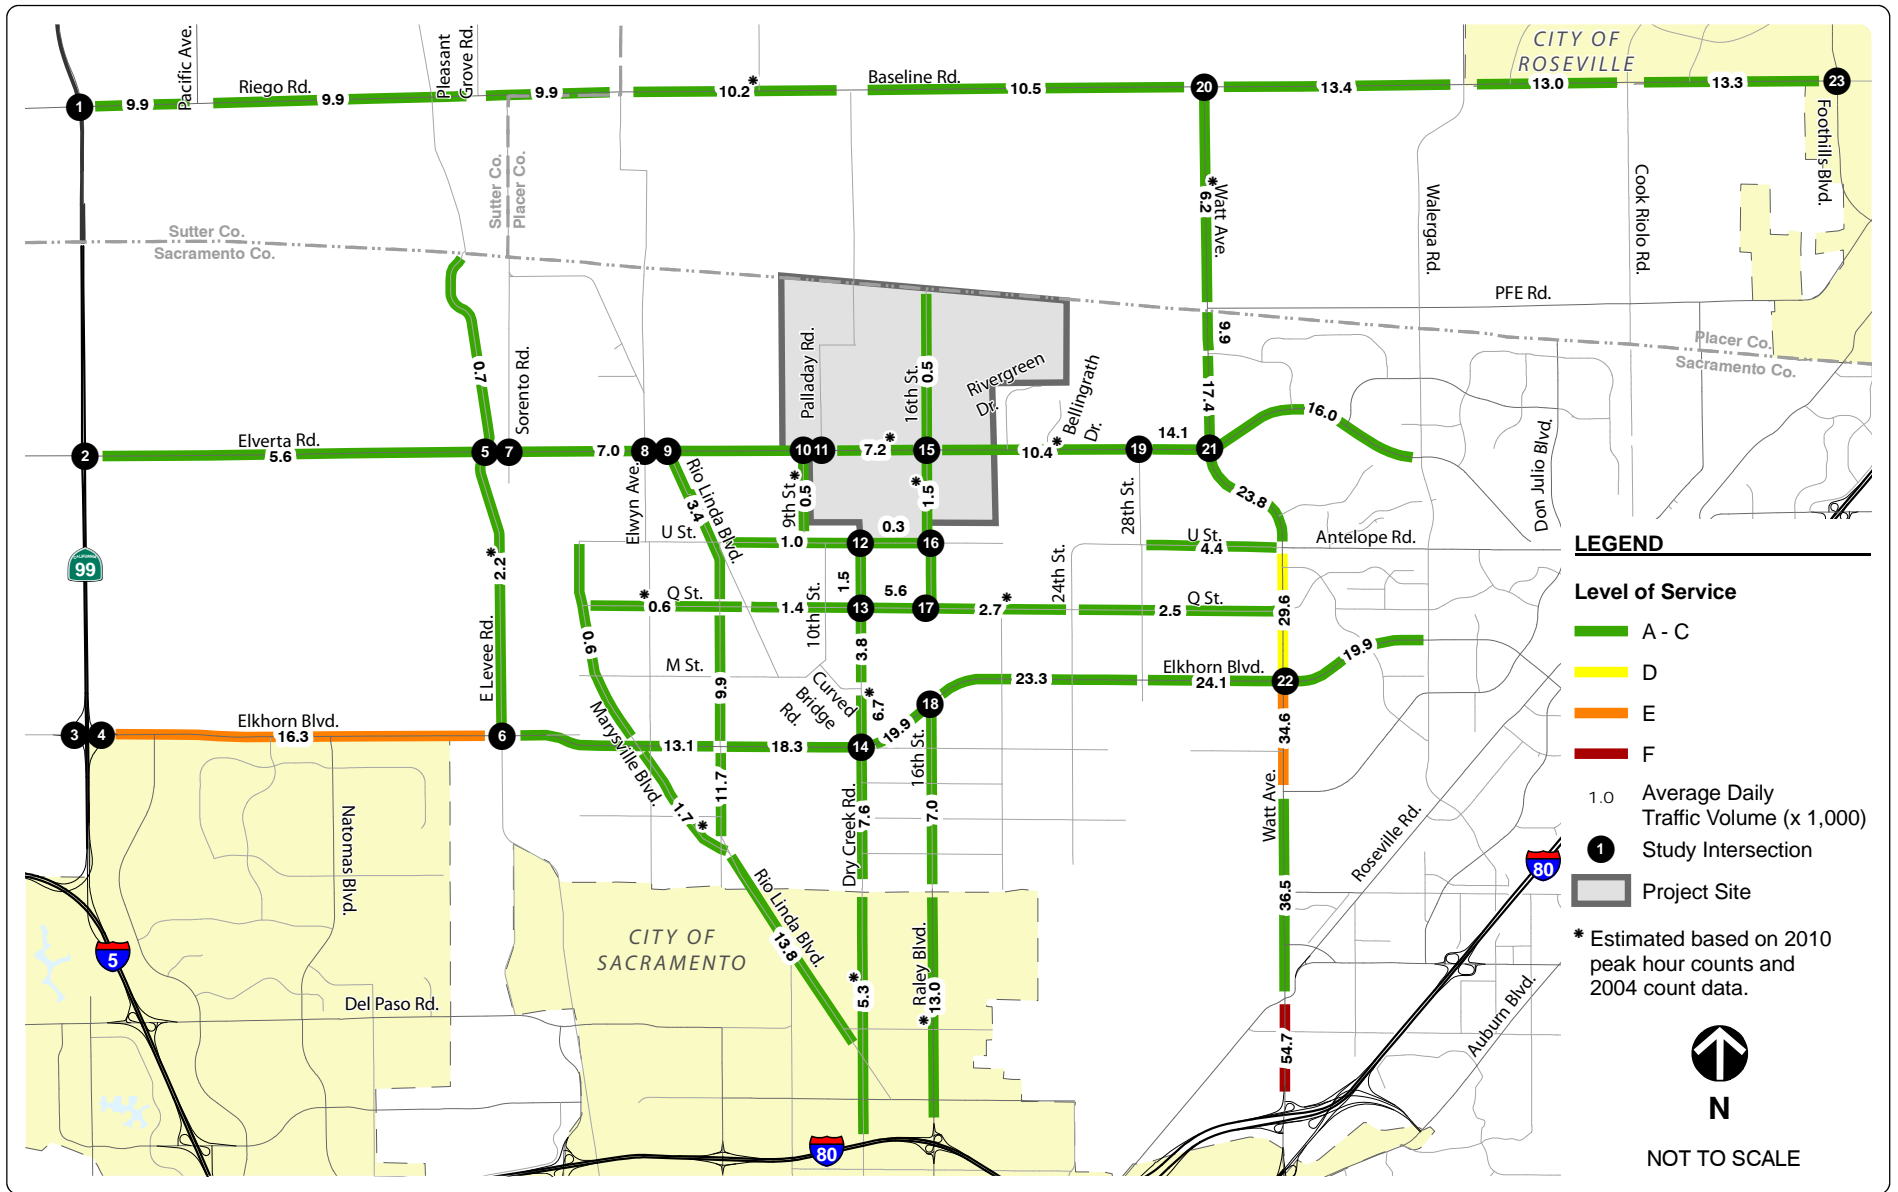 CITY OF
ROSEVILLE
Pacific Ave.
Pleasant
Grove Rd.
Riego Rd.
Baseline Rd.
1
9.9
9.9
9.9
10.2
*
10.5
20
13.4
13.0
13.3
23
Foothills Blvd.
Sutter Co.
Placer Co.
*
6.2
Watt Ave.
Walerga Rd.
Cook Riolo Rd.
Sutter Co.
Sacramento Co.
PFE Rd.
Placer Co.
Sacramento Co.
9.9
17.4
0.7
Sorento Rd.
Palladay Rd.
16th St.
0.5
Rivergreen
Dr.
Bellingrath
Dr.
16.0
Don Julio Blvd.
Elverta Rd.
2
5.6
5
7
7.0
8
9
10
11
7.2
*
15
10.4
*
19
14.1
21
23.8
Elwyn Ave.
Rio Linda Blvd.
3.4
9th St.
*
0.5
*
1.5
28th St.
U St.
1.0
12
0.3
16
U St.
4.4
Antelope Rd.
99
2.2
*
E Levee Rd.
*
0.6
Q St.
1.4
10th St.
1.5
13
5.6
17
2.7
*
24th St.
2.5
Q St.
29.6
0.6
M St.
9.9
3.8
Curved
Bridge
Rd.
*
6.7
18
19.9
23.3
Elkhorn Blvd.
24.1
22
19.9
3
4
Elkhorn Blvd.
16.3
6
13.1
18.3
14
34.6
Marysville Blvd.
1.7
*
11.7
Dry Creek Rd.
7.6
16th St.
7.0
Watt Ave.
Roseville Rd.
80
Natomas Blvd.
Rio Linda Blvd.
13.8
36.5
CITY OF
SACRAMENTO
5
Del Paso Rd.
*
5.3
Raley Blvd.
*
13.0
54.7
Auburn Blvd.
80
LEGEND
Level of Service
A - C
D
E
F
1.0 Average Daily
Traffic Volume (x 1,000)
1 Study Intersection
Project Site
* Estimated based on 2010
peak hour counts and
2004 count data.
N
NOT TO SCALE